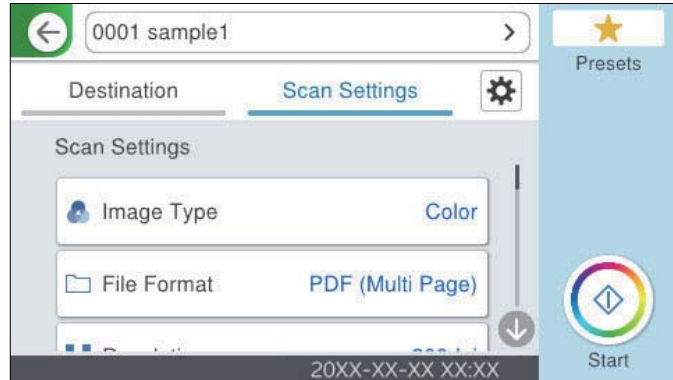 0001 sample1
Presets
Destination
Scan Settings
Scan Settings
Image Type
Color
File Format
PDF (Multi Page)
20XX-XX-XX XX:XX
Start